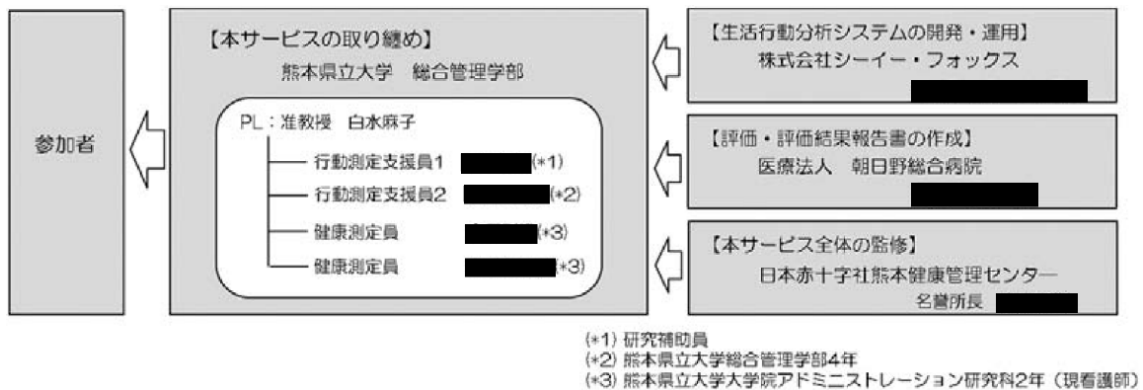 参加者
【本サービスの取り纏め】
熊本県立大学 総合管理学部
PL:准教授 白水麻子
行動測定支援員1 (*1)
行動測定支援員2 (*2)
健康測定員 (*3)
健康測定員 (*3)
【生活行動分析システムの開発・運用】
株式会社シーイー・フォックス
【評価・評価結果報告書の作成】
医療法人 朝日野総合病院
【本サービス全体の監修】
日本赤十字社熊本健康管理センター
名誉所長
(*1) 研究補助員
(*2) 熊本県立大学総合管理学部4年
(*3) 熊本県立大学大学院アドミニストレーション研究科2年(現看護師)